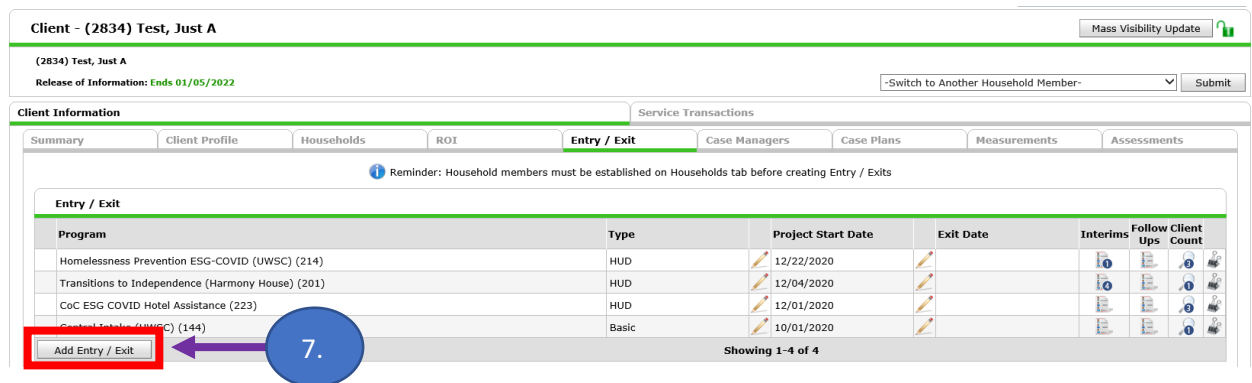 Client - (2834) Test, Just A
Mass Visibility Update
(2834) Test, Just A
Release of Information: Ends 01/05/2022
-Switch to Another Household Member-
Submit
Client Information
Service Transactions
Summary
Client Profile
Households
ROI
Entry / Exit
Case Managers
Case Plans
Measurements
Assessments
Reminder: Household members must be established on Households tab before creating Entry / Exits
Entry / Exit
Program Type Project Start Date Exit Date Interims Follow Ups Client Count
Homelessness Prevention ESG-COVID (UWSC) (214) HUD 12/22/2020 1 3
Transitions to Independence (Harmony House) (201) HUD 12/04/2020 4 0
CoC ESG COVID Hotel Assistance (223) HUD 12/01/2020 3
Central Intake (UWSC) (144) Basic 10/01/2020 0
Add Entry / Exit
7.
Showing 1-4 of 4